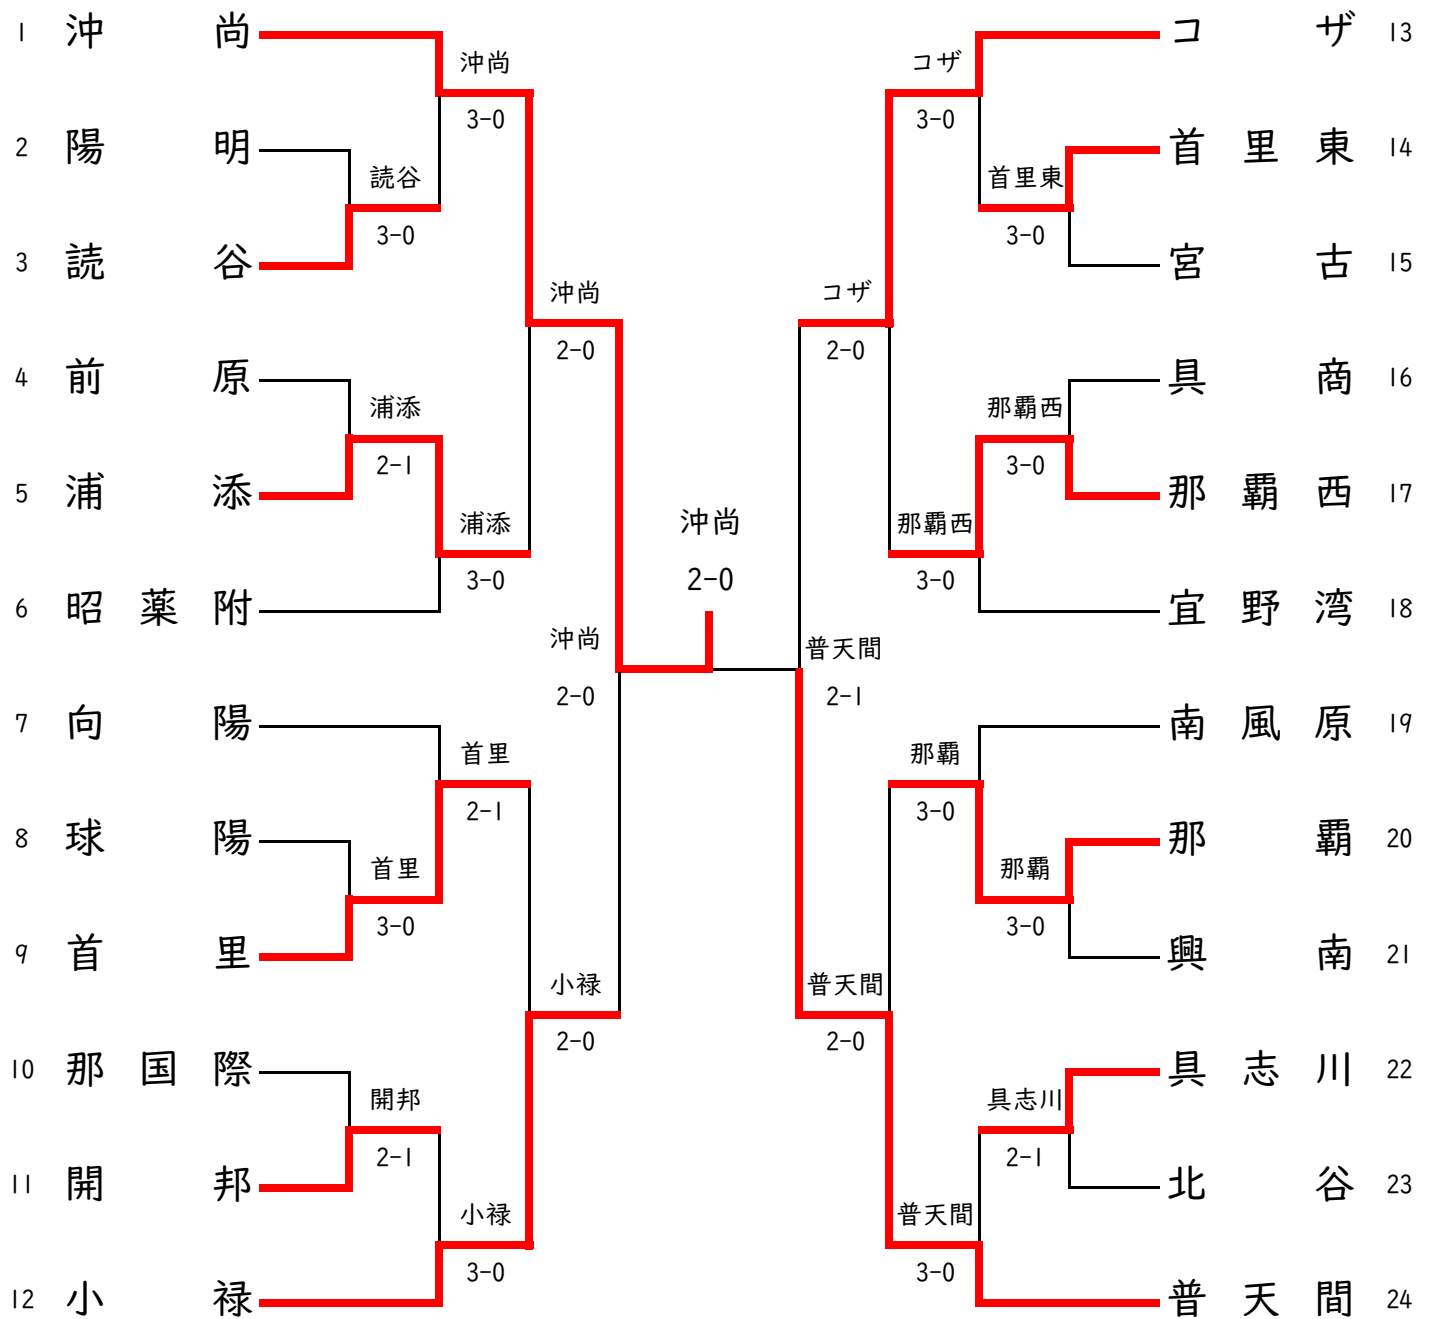 1 沖尚
コザ 13
沖尚
コザ
3-0
3-0
2 陽明
首里東 14
読谷
首里東
3-0
3-0
3 読谷
宮古 15
沖尚
コザ
2-0
2-0
4 前原
具商 16
浦添
那覇西
2-1
3-0
5 浦添
那覇西 17
沖尚
浦添
那覇西
2-0
3-0
3-0
6 昭薬附
宜野湾 18
沖尚
普天間
2-0
2-1
7 向陽
南風原 19
首里
那覇
2-1
3-0
8 球陽
那覇 20
首里
那覇
3-0
3-0
9 首里
興南 21
小禄
普天間
2-0
2-0
10 那国際
具志川 22
開邦
具志川
2-1
2-1
11 開邦
北谷 23
小禄
普天間
3-0
3-0
12 小禄
普天間 24